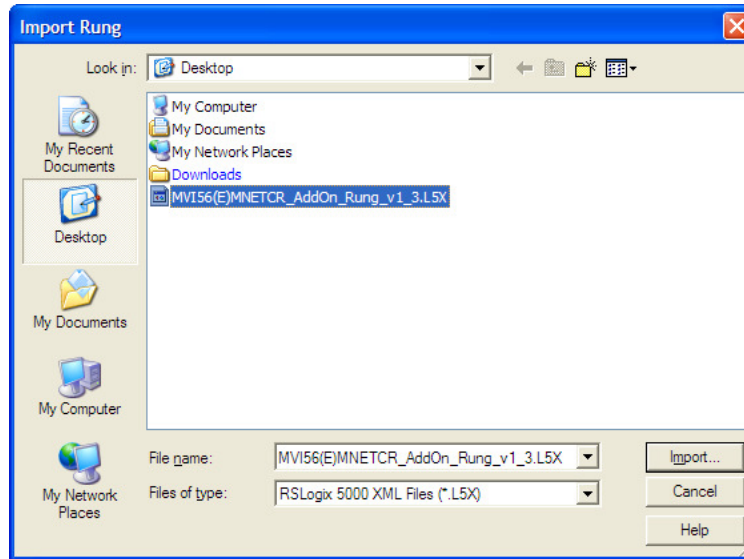 Import Rung
Look in:
Desktop
My Recent
Documents
Desktop
My Documents
My Computer
My Network
Places
My Computer
My Documents
My Network Places
Downloads
MVI56(E)MNETCR_AddOn_Rung_v1_3.L5X
File name:
MVI56(E)MNETCR_AddOn_Rung_v1_3.L5X
Import...
Files of type:
RSLogix 5000 XML Files (*.L5X)
Cancel
Help